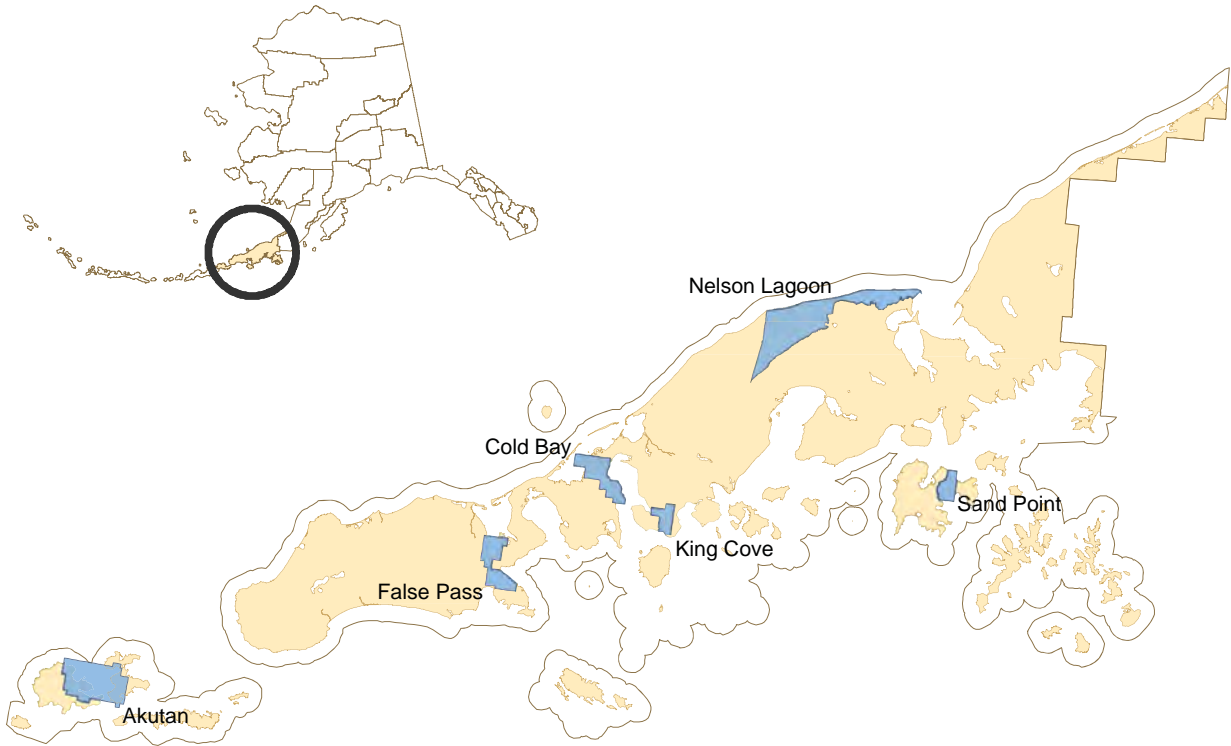 Nelson Lagoon
Cold Bay
Sand Point
King Cove
False Pass
Akutan